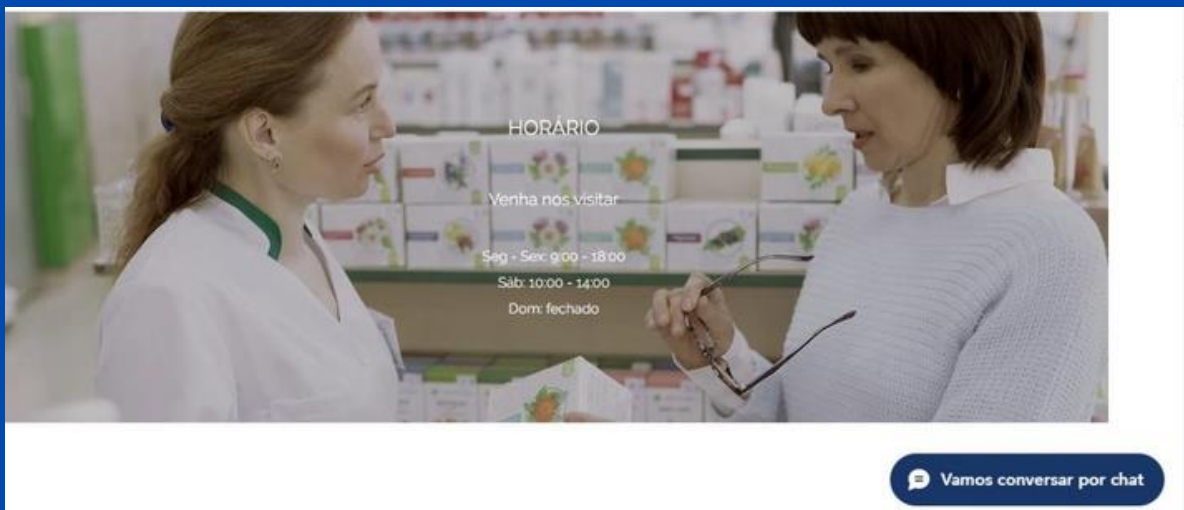 HORÁRIO
Venha nos visitar
Seg - Sex: 9:00 - 18:00
Sáb: 10:00 - 14:00
Dom: fechado
Vamos conversar por chat